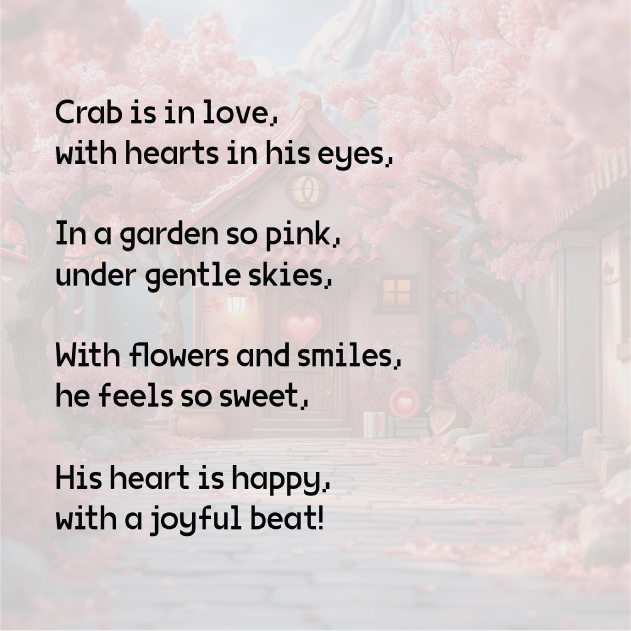 Crab is in love,
with hearts in his eyes,
In a garden so pink,
under gentle skies,
With flowers and smiles,
he feels so sweet,
His heart is happy,
with a joyful beat!